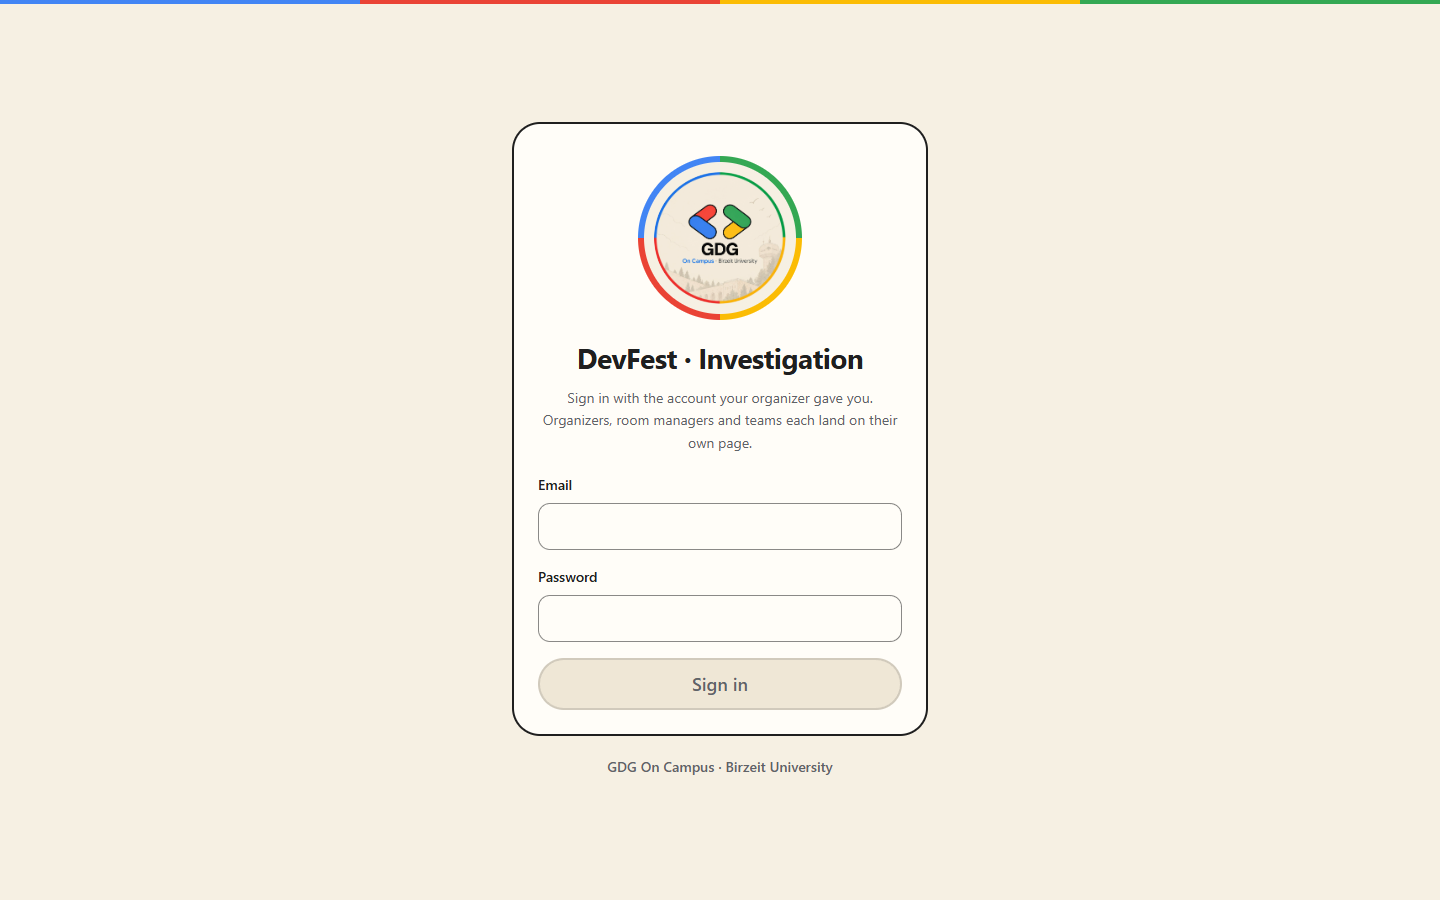 GDG
On Campus · Birzeit University
DevFest · Investigation
Sign in with the account your organizer gave you.
Organizers, room managers and teams each land on their
own page.
Email
Password
Sign in
GDG On Campus · Birzeit University